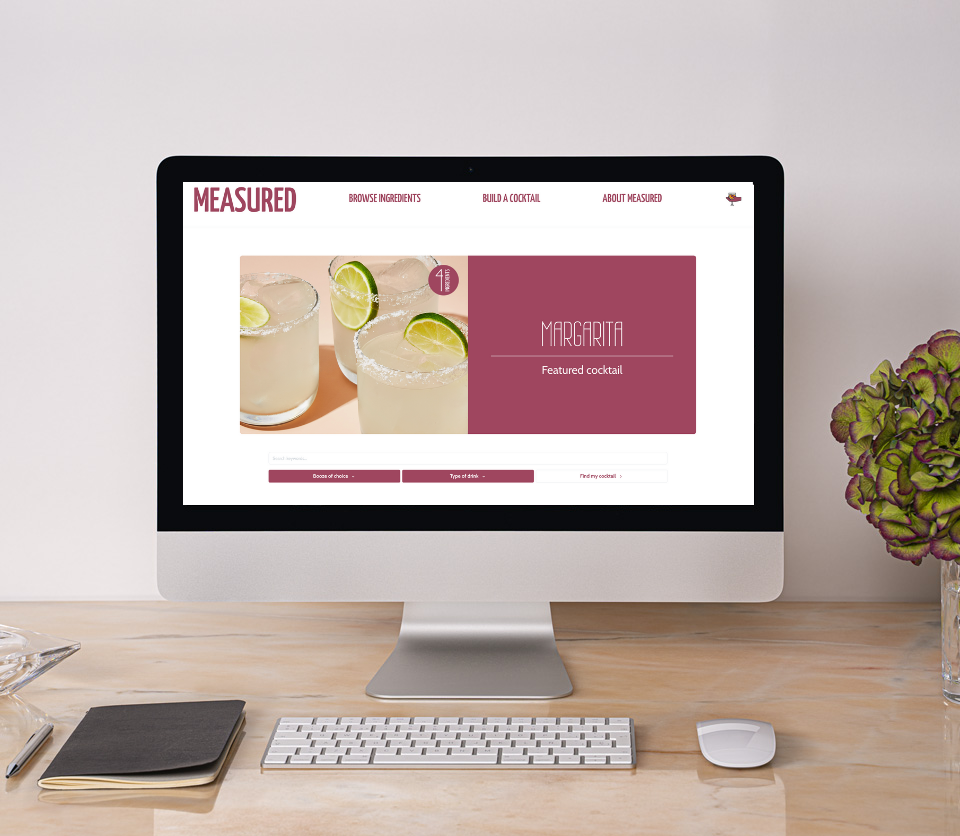 MEASURED
BROWSE INGREDIENTS
BUILD A COCKTAIL
ABOUT MEASURED
4
INGREDIENTS
MARGARITA
Featured cocktail
Booze of choice
Type of drink
Find my cocktail